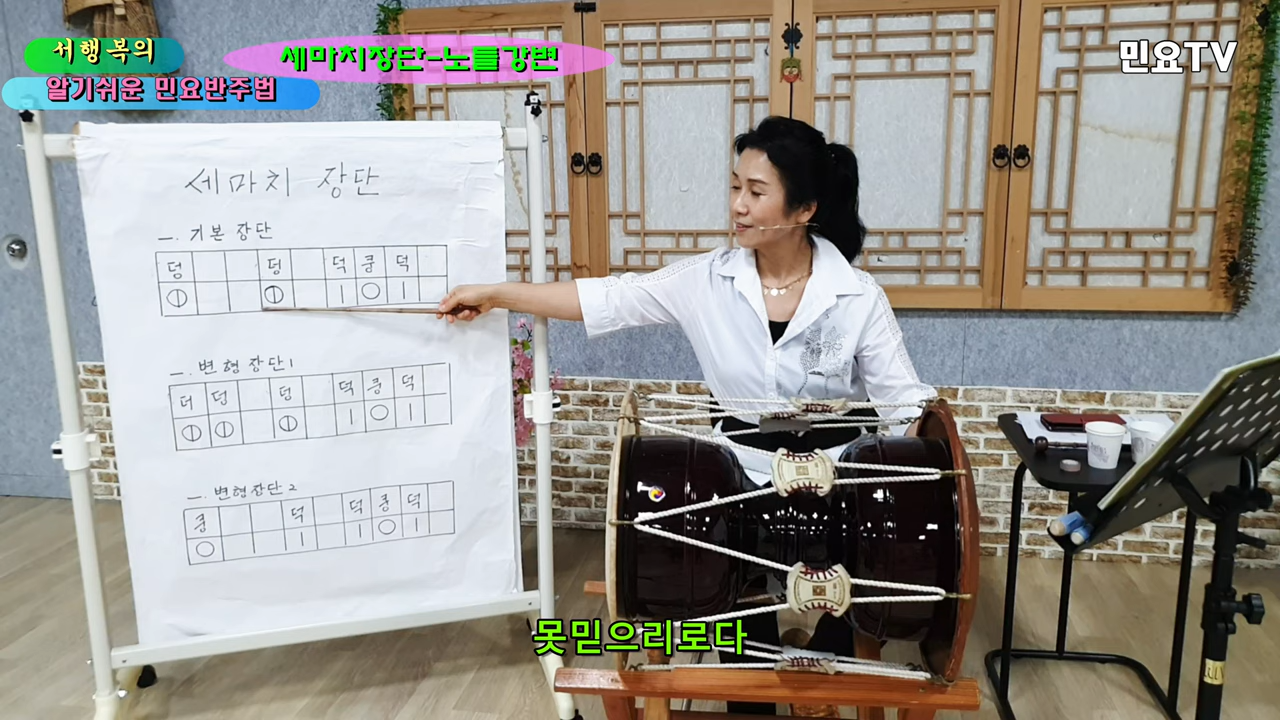 서행복의
알기쉬운 민요반주법
세마치장단-노들강변
민요TV
세마치 장단
一. 기본 장단
덩 덩 덕 쿵 덕
一. 변형 장단1
더 덩 덩 덕 쿵 덕
一. 변형장단2
쿵 덕 덕 쿵 덕
못믿으리로다